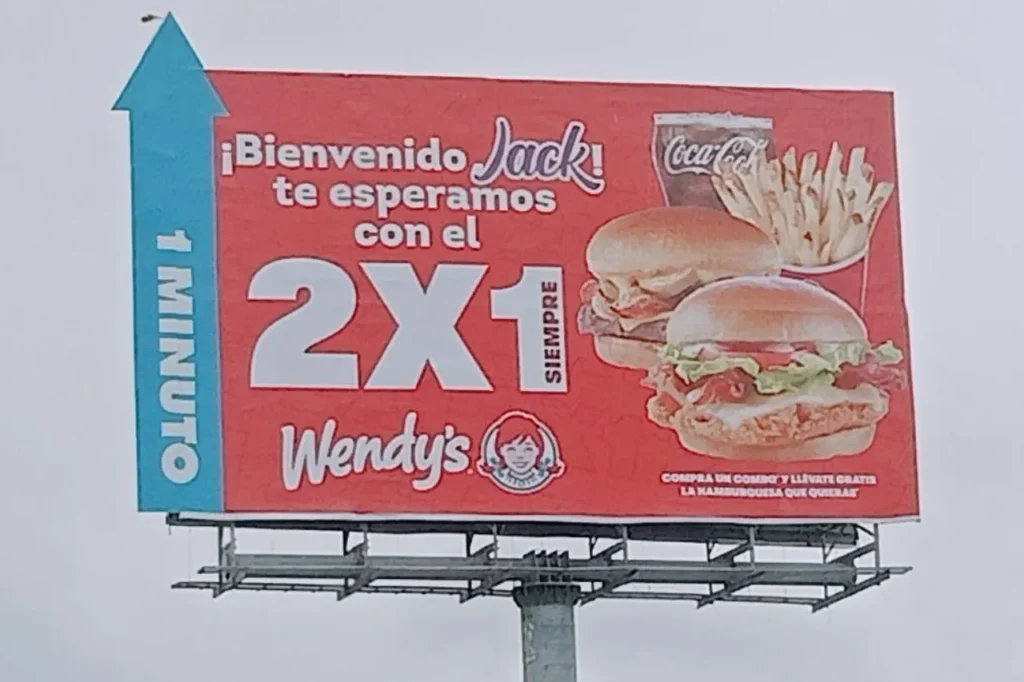 1 MINUTO
¡Bienvenido Jack!
te esperamos
con el
2X1
SIEMPRE
Wendy's
Coca-Col
COMPRA UN COMBO* Y LLÉVATE GRATIS
LA HAMBURGUESA QUE QUIERAS*